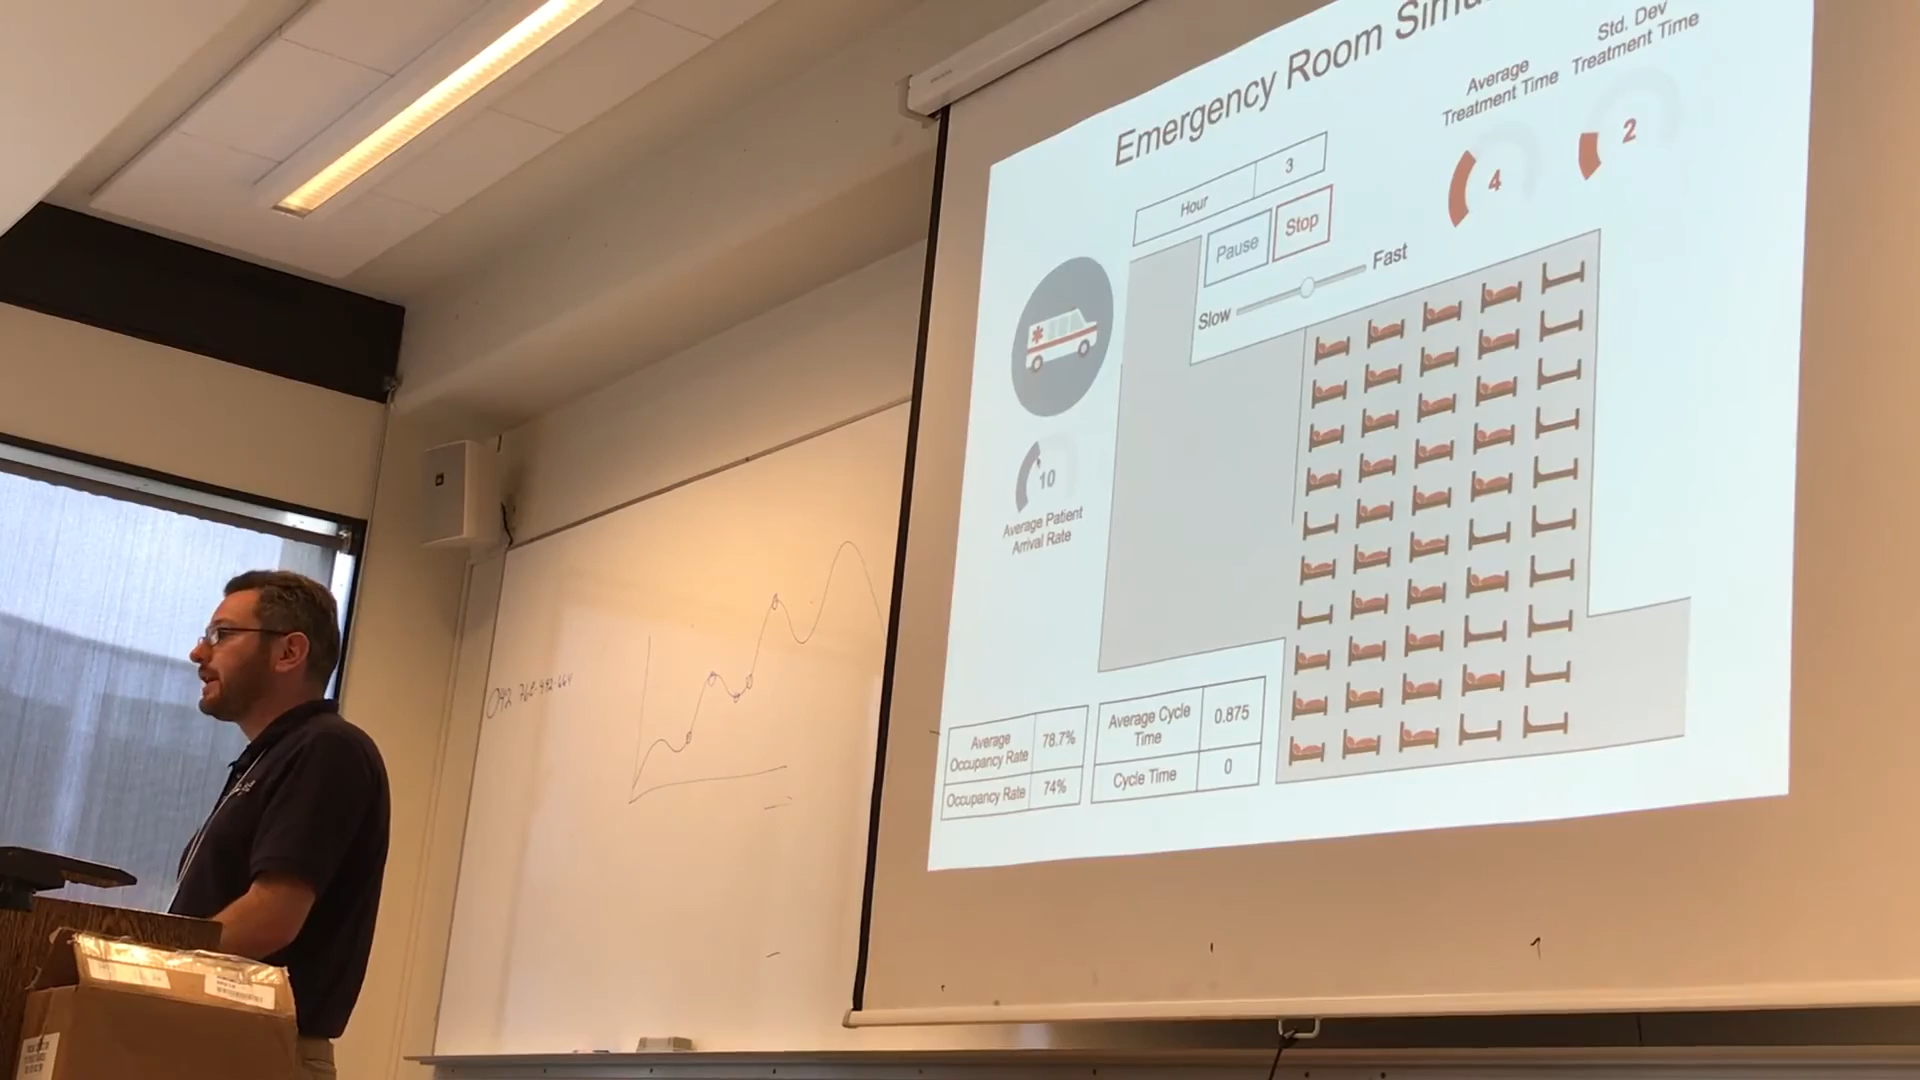 Emergency Room Simu
Hour 3
Pause Stop
Slow Fast
Average
Treatment Time
4
Std. Dev
Treatment Time
2
10
Average Patient
Arrival Rate
Average
Occupancy Rate 78.7%
Occupancy Rate 74%
Average Cycle
Time 0.875
Cycle Time 0